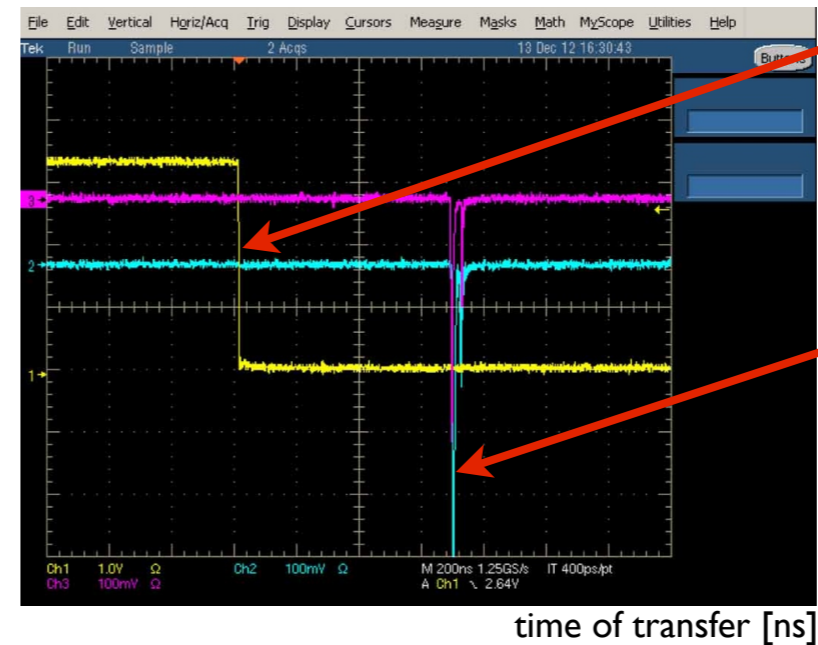 File Edit Vertical Horiz/Acq Trig Display Cursors Measure Masks Math MyScope Utilities Help
Tek Run Sample 2 Acqs 13 Dec 12 16:30:43
3
2
1
Ch1 1.0V Ω Ch2 100mV Ω M 200ns 1.25GS/s IT 400ps/pt
Ch3 100mV Ω A Ch1 ﹨ 2.64V
time of transfer [ns]